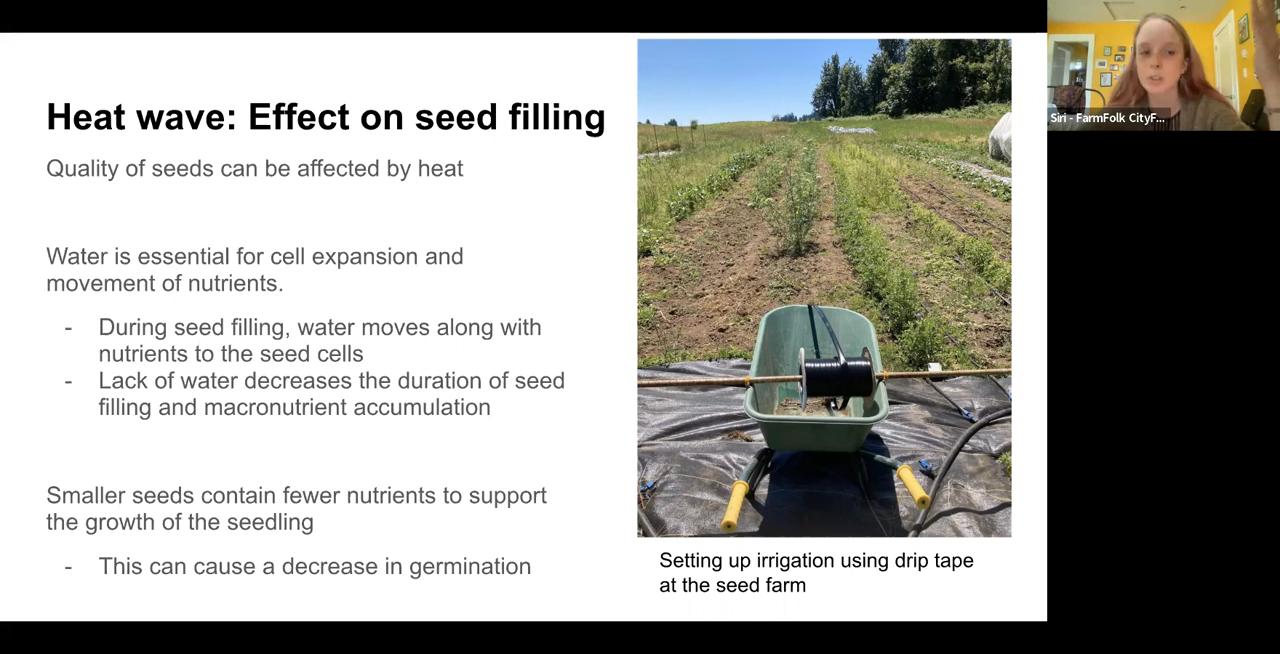 Heat wave: Effect on seed filling
Quality of seeds can be affected by heat
Water is essential for cell expansion and
movement of nutrients.
- During seed filling, water moves along with
nutrients to the seed cells
- Lack of water decreases the duration of seed
filling and macronutrient accumulation
Smaller seeds contain fewer nutrients to support
the growth of the seedling
- This can cause a decrease in germination
Setting up irrigation using drip tape
at the seed farm
Siri - FarmFolk CityF...